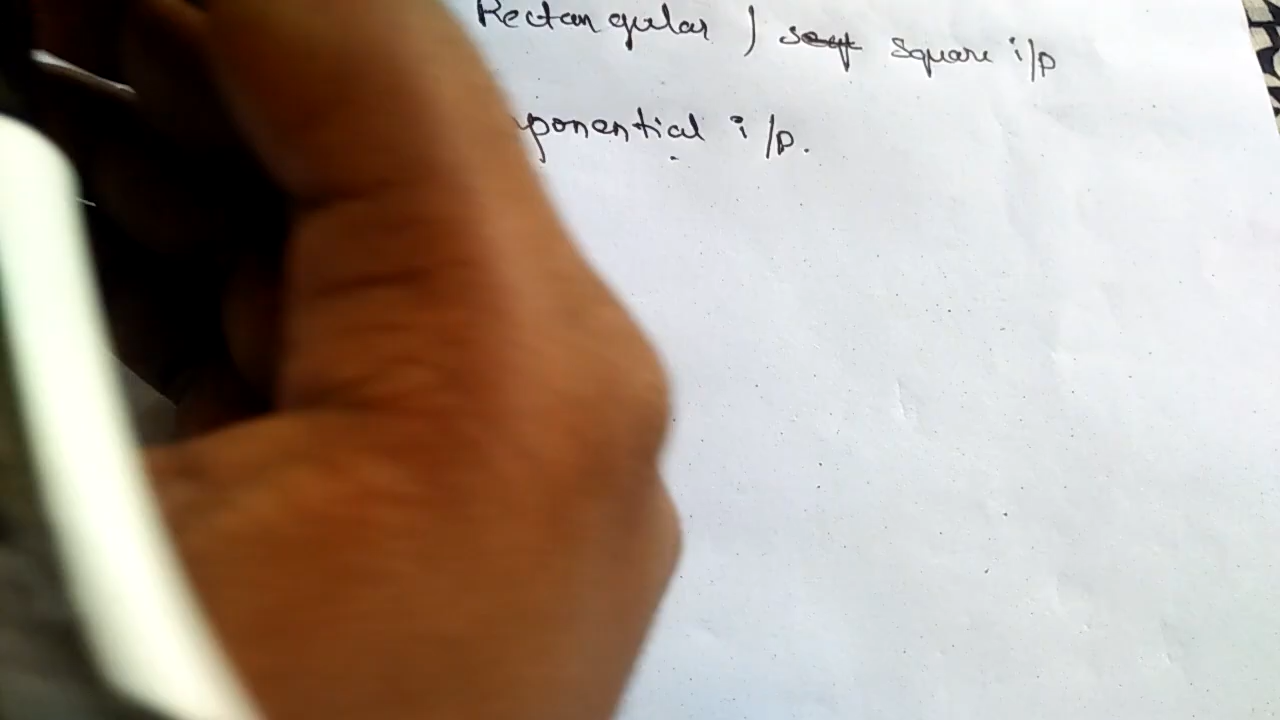 Rectangular ) square i/p
ponential i/p.